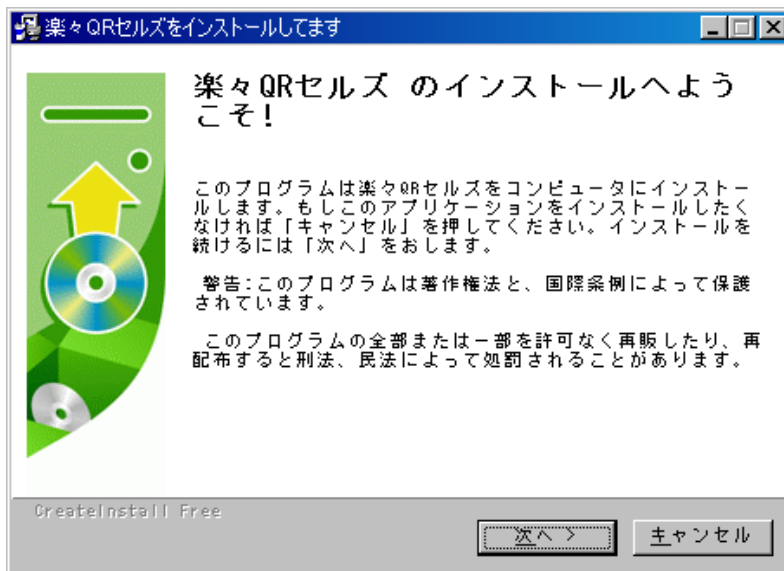 楽々QRセルズをインストールしてます
楽々QRセルズ のインストールへよう
こそ!
このプログラムは楽々QRセルズをコンピュータにインストー
ルします。もしこのアプリケーションをインストールしたく
なければ「キャンセル」を押してください。インストールを
続けるには「次へ」をおします。
警告:このプログラムは著作権法と、国際条例によって保護
されています。
このプログラムの全部または一部を許可なく再販したり、再
配布すると刑法、民法によって処罰されることがあります。
CreateInstall Free
次へ >
キャンセル